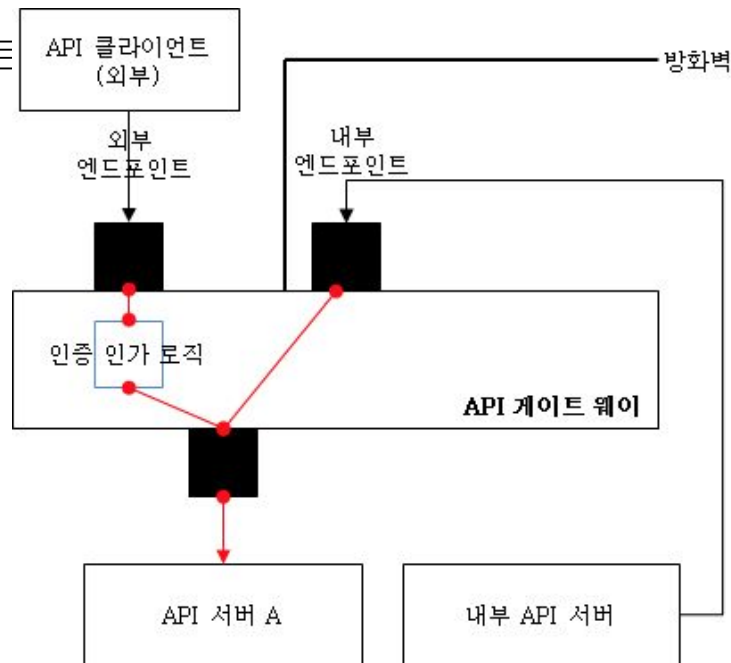 API 클라이언트
(외부)
방화벽
외부
엔드포인트
내부
엔드포인트
인증 인가 로직
API 게이트 웨이
API 서버 A
내부 API 서버